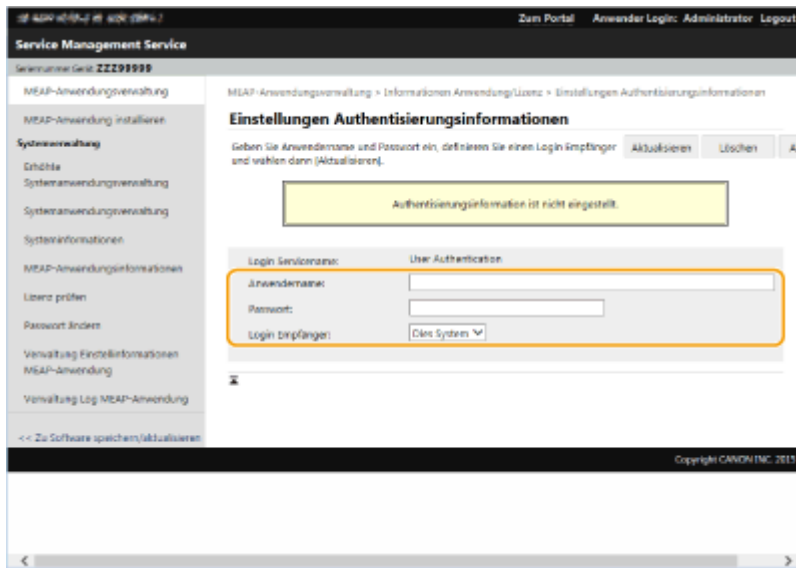 Zum Portal Anwender Login: Administrator Logout
Service Management Service
Seriennummer Gerät: ZZZ99999
MEAP-Anwendungsverwaltung
MEAP-Anwendung installieren
Systemverwaltung
Erhöhte
Systemanwendungsverwaltung
Systemanwendungsverwaltung
Systeminformationen
MEAP-Anwendungsinformationen
Lizenz prüfen
Passwort ändern
Verwaltung Einstellinformationen
MEAP-Anwendung
Verwaltung Log MEAP-Anwendung
<< Zu Software speichern/aktualisieren
MEAP-Anwendungsverwaltung > Informationen Anwendung/Lizenz > Einstellungen Authentisierungsinformationen
Einstellungen Authentisierungsinformationen
Geben Sie Anwendername und Passwort ein, definieren Sie einen Login Empfänger
und wählen dann [Aktualisieren].
Aktualisieren Löschen A
Authentisierungsinformation ist nicht eingestellt.
Login Servicename: User Authentication
Anwendername:
Passwort:
Login Empfänger: Dies System
Copyright CANON INC. 2015